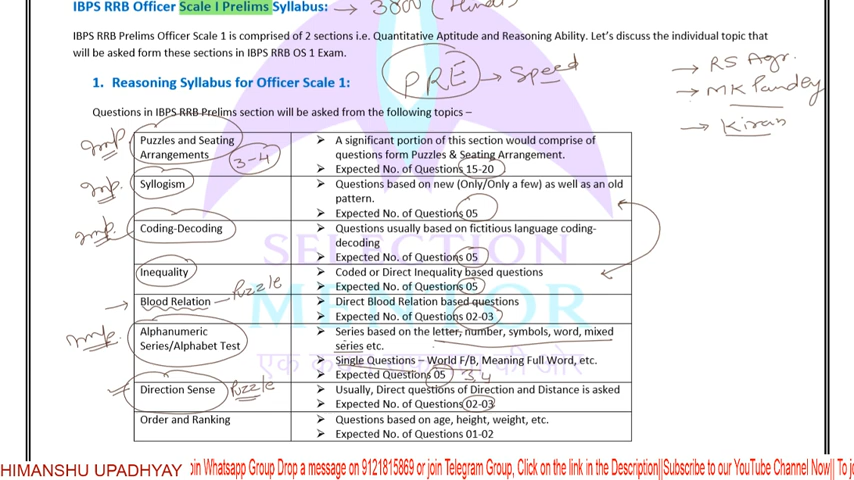 IBPS RRB Officer Scale I Prelims Syllabus:
IBPS RRB Prelims Officer Scale 1 is comprised of 2 sections i.e. Quantitative Aptitude and Reasoning Ability. Let's discuss the individual topic that
will be asked form these sections in IBPS RRB OS 1 Exam.
PRE → Speed
→ RS Agr.
→ MK Pandey
→ Kiran
1. Reasoning Syllabus for Officer Scale 1:
Questions in IBPS RRB Prelims section will be asked from the following topics –
Imp Puzzles and Seating
Arrangements 3-4
➢ A significant portion of this section would comprise of
questions form Puzzles & Seating Arrangement.
➢ Expected No. of Questions 15-20
Imp. Syllogism
➢ Questions based on new (Only/Only a few) as well as an old
pattern.
➢ Expected No. of Questions 05
Imp. Coding-Decoding
➢ Questions usually based on fictitious language coding-
decoding
➢ Expected No. of Questions 05
Inequality
➢ Coded or Direct Inequality based questions
➢ Expected No. of Questions 05
→ Blood Relation – Puzzle
➢ Direct Blood Relation based questions
➢ Expected No. of Questions 02-03
Imp. Alphanumeric
Series/Alphabet Test
➢ Series based on the letter, number, symbols, word, mixed
series etc.
➢ Single Questions – World F/B, Meaning Full Word, etc.
➢ Expected Questions 05 34
Direction Sense Puzzle
➢ Usually, Direct questions of Direction and Distance is asked
➢ Expected No. of Questions 02-03
Order and Ranking
➢ Questions based on age, height, weight, etc.
➢ Expected No. of Questions 01-02
SELECTION
MENTOR
HIMANSHU UPADHYAY oin Whatsapp Group Drop a message on 9121815869 or join Telegram Group, Click on the link in the Description||Subscribe to our YouTube Channel Now|| To jo